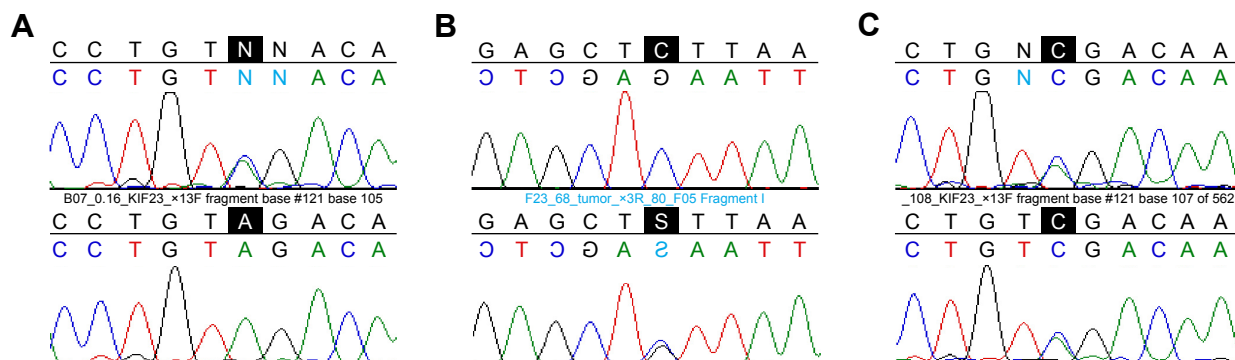 A
C C T G T N N A C A
C C T G T N N A C A
B07_0.16_KIF23_×13F fragment base #121 base 105
C C T G T A G A C A
C C T G T A G A C A
B
G A G C T C T T A A
C T C G A G A A T T
F23_68_tumor_×3R_80_F05 Fragment I
G A G C T S T T A A
C T C G A S A A T T
C
C T G N C G A C A A
C T G N C G A C A A
_108_KIF23_×13F fragment base #121 base 107 of 562
C T G T C G A C A A
C T G T C G A C A A